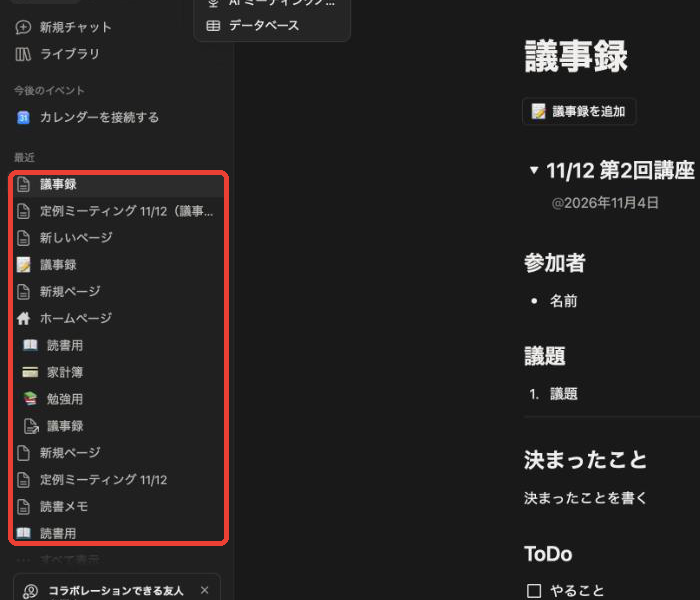 AI ミーティングノ...
データベース
新規チャット
ライブラリ
今後のイベント
31
カレンダーを接続する
最近
議事録
定例ミーティング 11/12（議事...
新しいページ
議事録
新規ページ
ホームページ
読書用
家計簿
勉強用
議事録
新規ページ
定例ミーティング 11/12
読書メモ
読書用
... すべて表示
コラボレーションできる友人
議事録
議事録を追加
11/12 第2回講座
@2026年11月4日
参加者
• 名前
議題
1. 議題
決まったこと
決まったことを書く
ToDo
やること